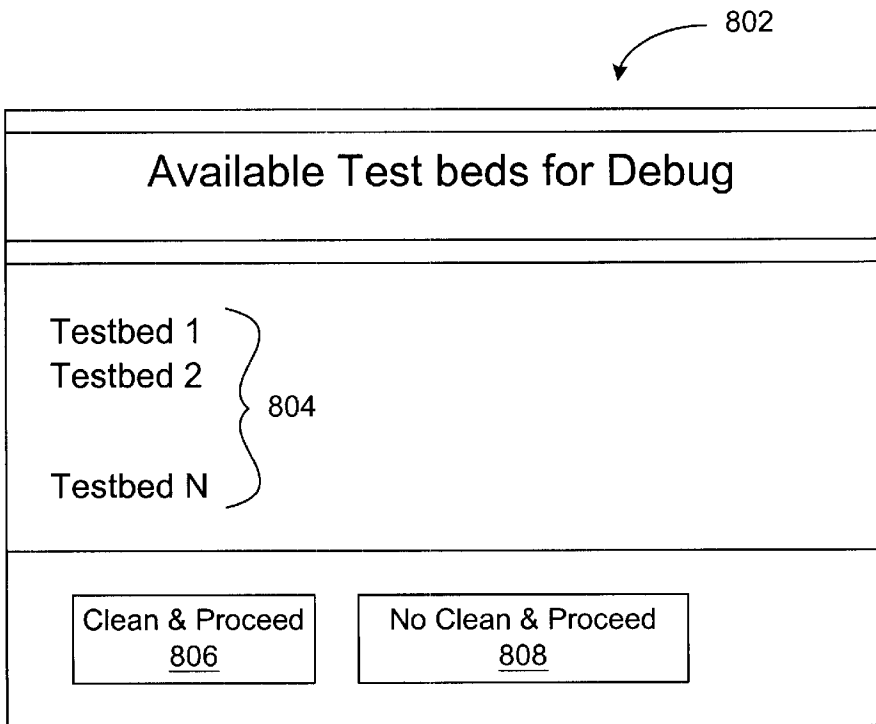 802
Available Test beds for Debug
Testbed 1
Testbed 2
804
Testbed N
Clean & Proceed
806
No Clean & Proceed
808